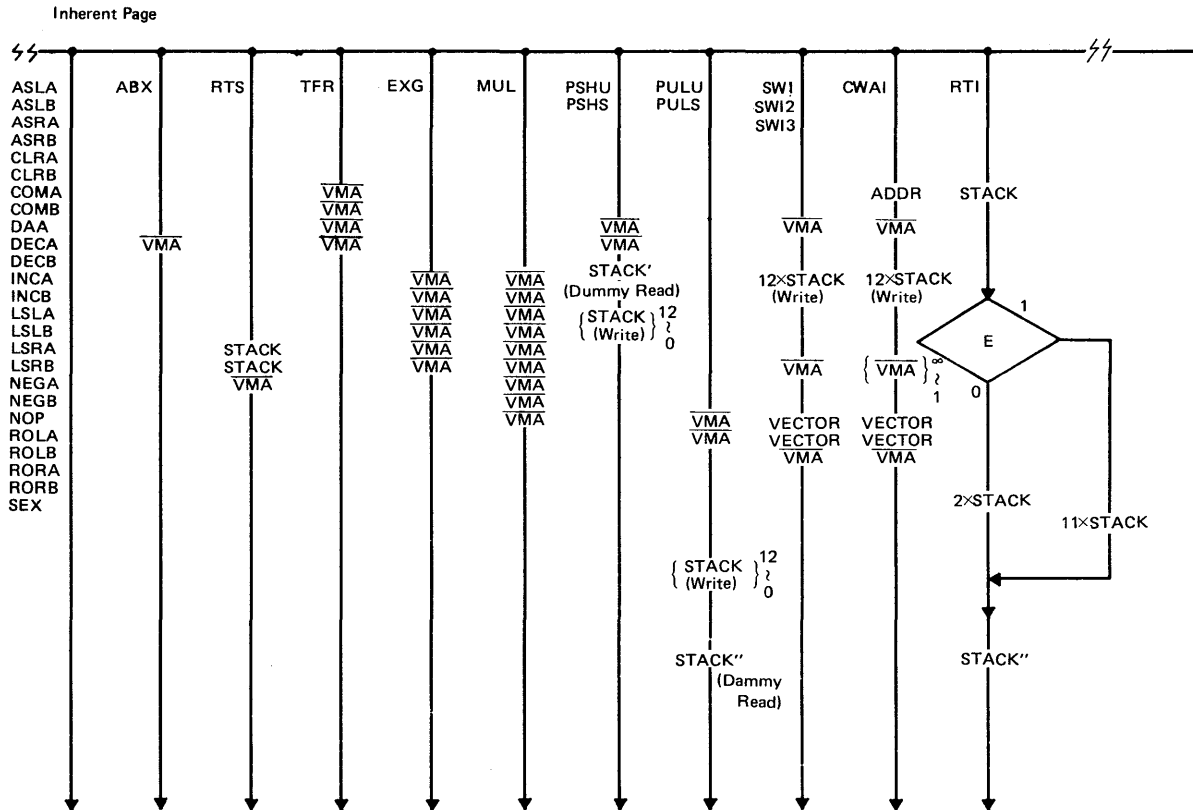 Inherent Page
ASLA
ASLB
ASRA
ASRB
CLRA
CLRB
COMA
COMB
DAA
DECA
DECB
INCA
INCB
LSLA
LSLB
LSRA
LSRB
NEGA
NEGB
NOP
ROLA
ROLB
RORA
RORB
SEX
ABX
VMA
RTS
STACK
STACK
VMA
TFR
VMA
VMA
VMA
VMA
EXG
VMA
VMA
VMA
VMA
VMA
VMA
MUL
VMA
VMA
VMA
VMA
VMA
VMA
VMA
VMA
VMA
PSHU
PSHS
VMA
VMA
STACK'
(Dummy Read)
{STACK
(Write)} 12
~
0
PULU
PULS
VMA
VMA
{STACK
(Write)} 12
~
0
STACK''
(Dammy
Read)
SWI
SWI2
SWI3
VMA
12×STACK
(Write)
VMA
VECTOR
VECTOR
VMA
CWAI
ADDR
VMA
12×STACK
(Write)
{VMA} ∞
~
1
VECTOR
VECTOR
VMA
RTI
STACK
1
E
0
2×STACK
11×STACK
STACK''